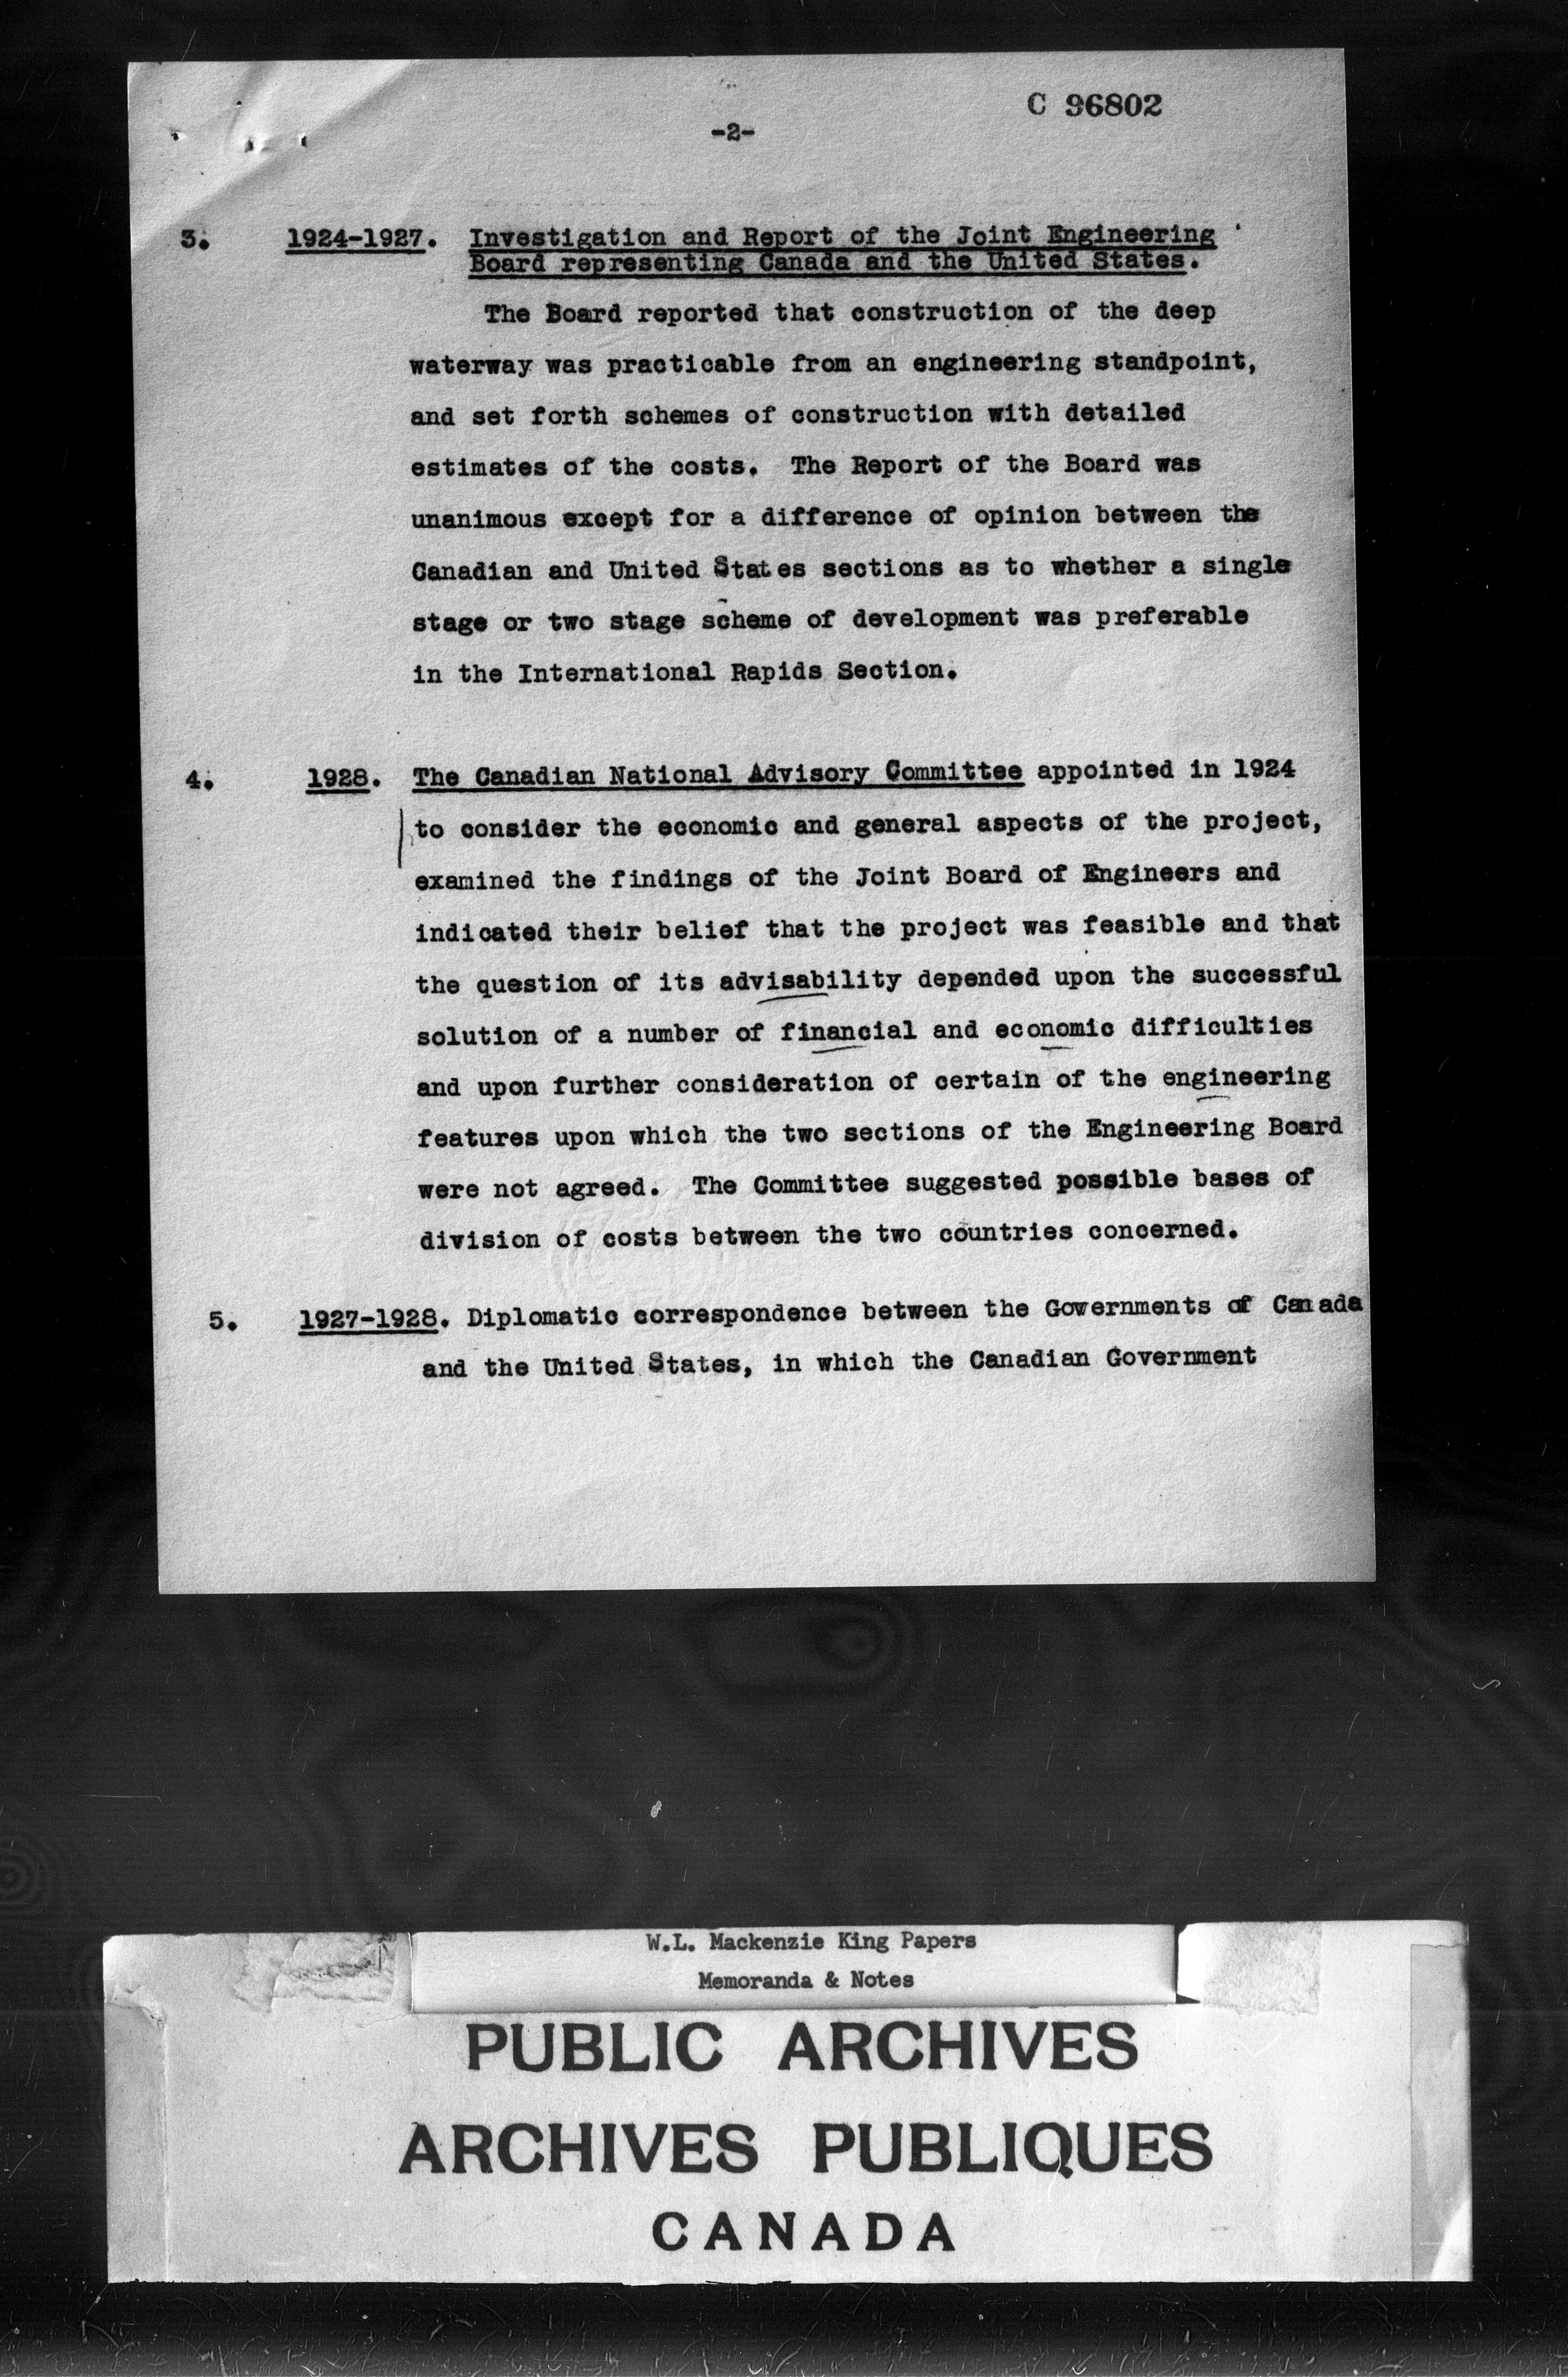 C 96802
-2-
3. 1924-1927. Investigation and Report of the Joint Engineering
Board representing Canada and the United States.
The Board reported that construction of the deep
waterway was practicable from an engineering standpoint,
and set forth schemes of construction with detailed
estimates of the costs. The Report of the Board was
unanimous except for a difference of opinion between the
Canadian and United States sections as to whether a single
stage or two stage scheme of development was preferable
in the International Rapids Section.
4. 1928. The Canadian National Advisory Committee appointed in 1924
to consider the economic and general aspects of the project,
examined the findings of the Joint Board of Engineers and
indicated their belief that the project was feasible and that
the question of its advisability depended upon the successful
solution of a number of financial and economic difficulties
and upon further consideration of certain of the engineering
features upon which the two sections of the Engineering Board
were not agreed. The Committee suggested possible bases of
division of costs between the two countries concerned.
5. 1927-1928. Diplomatic correspondence between the Governments of Canada
and the United States, in which the Canadian Government
W.L. Mackenzie King Papers
Memoranda & Notes
PUBLIC ARCHIVES
ARCHIVES PUBLIQUES
CANADA